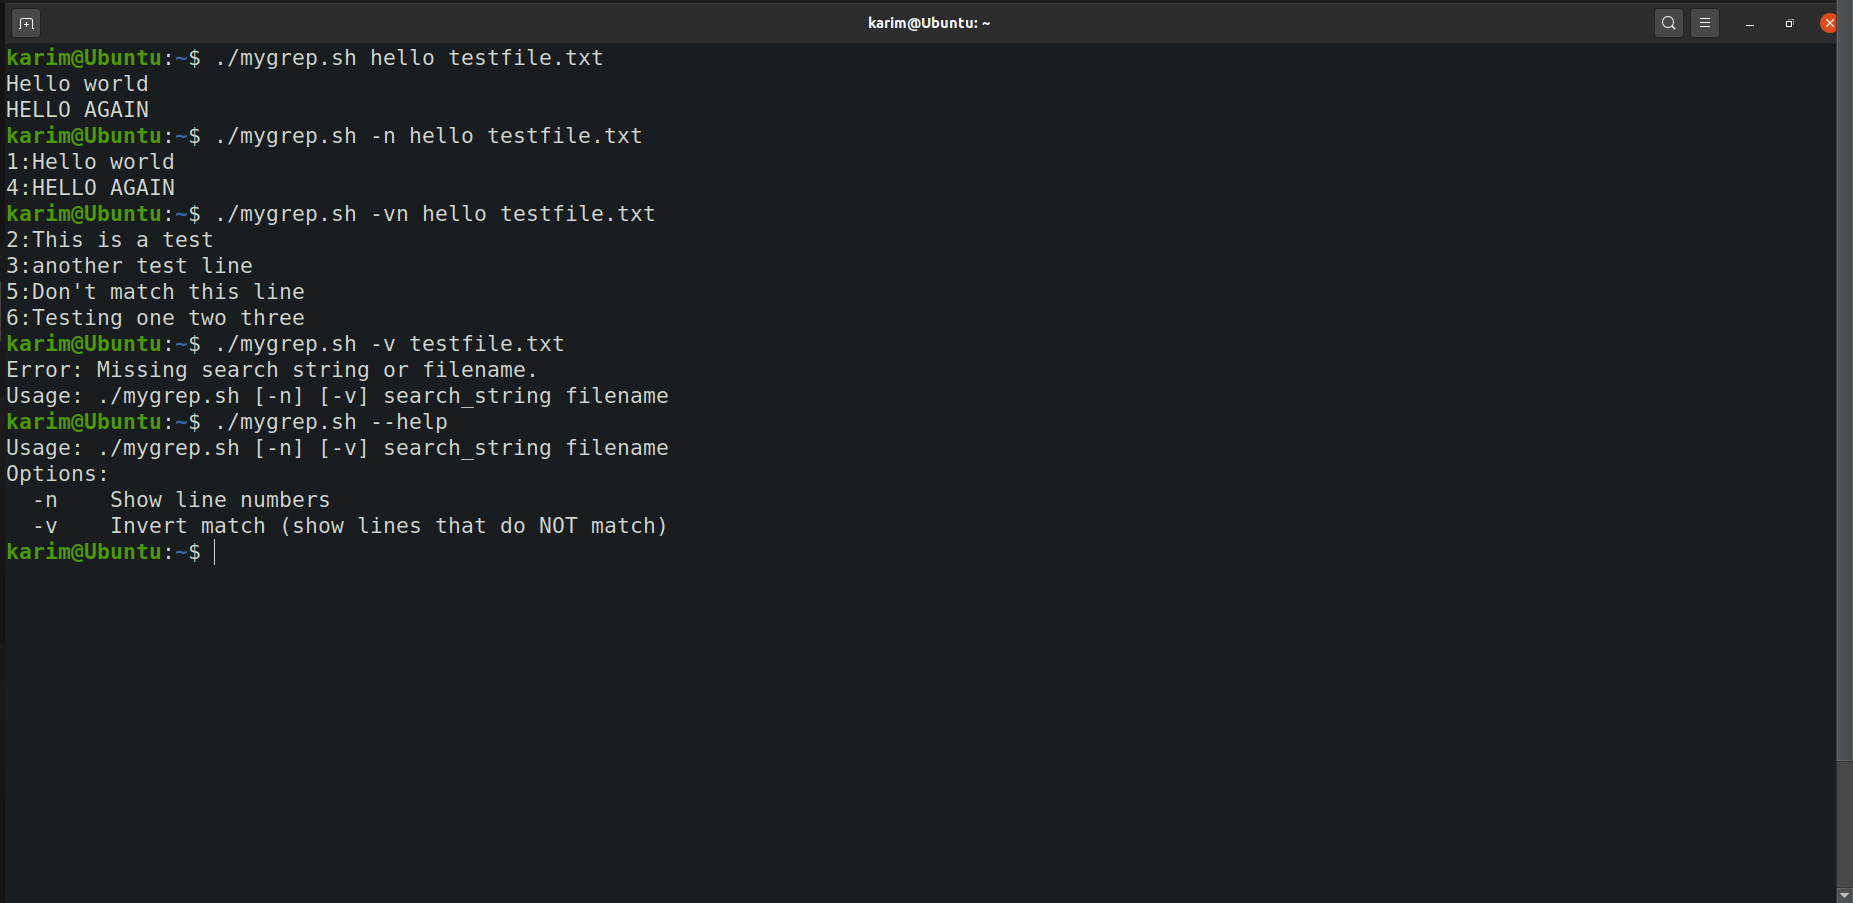 karim@Ubuntu: ~
karim@Ubuntu:~$ ./mygrep.sh hello testfile.txt
Hello world
HELLO AGAIN
karim@Ubuntu:~$ ./mygrep.sh -n hello testfile.txt
1:Hello world
4:HELLO AGAIN
karim@Ubuntu:~$ ./mygrep.sh -vn hello testfile.txt
2:This is a test
3:another test line
5:Don't match this line
6:Testing one two three
karim@Ubuntu:~$ ./mygrep.sh -v testfile.txt
Error: Missing search string or filename.
Usage: ./mygrep.sh [-n] [-v] search_string filename
karim@Ubuntu:~$ ./mygrep.sh --help
Usage: ./mygrep.sh [-n] [-v] search_string filename
Options:
  -n    Show line numbers
  -v    Invert match (show lines that do NOT match)
karim@Ubuntu:~$